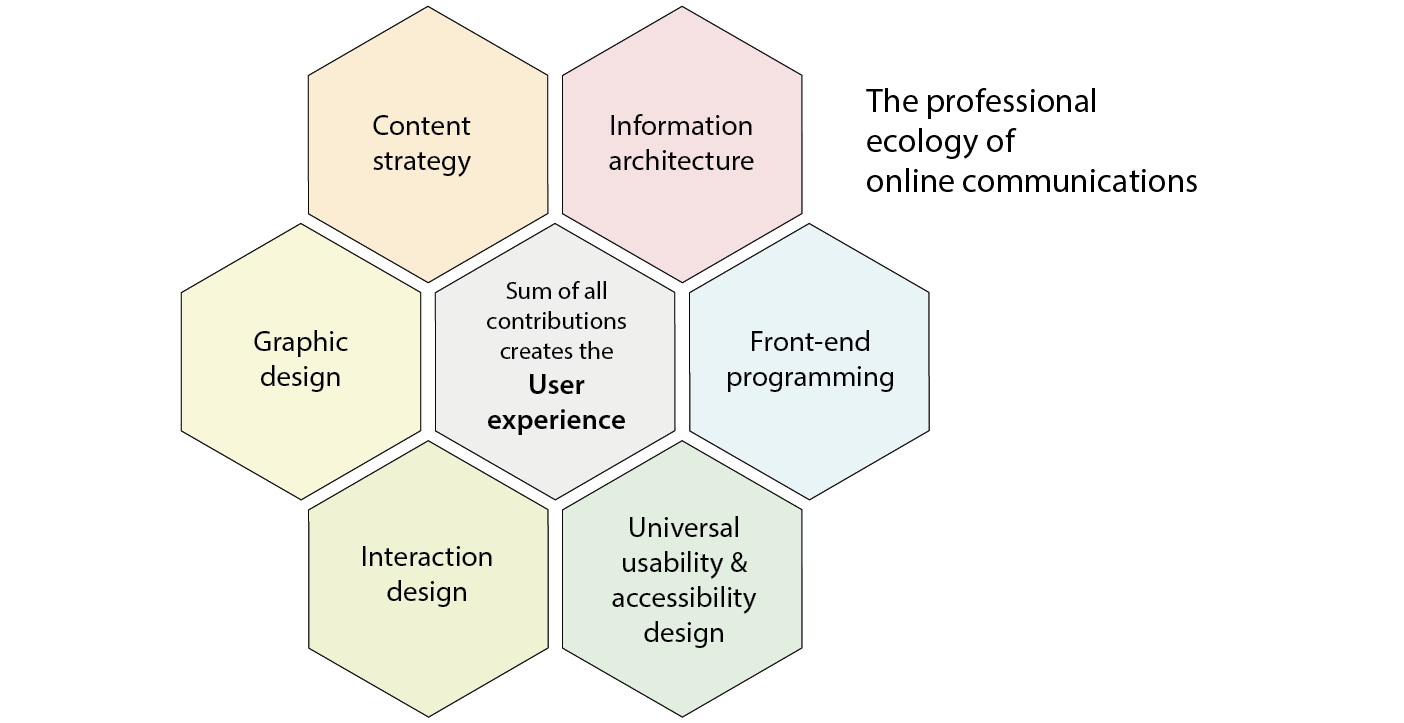 Content
strategy
Information
architecture
The professional
ecology of
online communications
Graphic
design
Sum of all
contributions
creates the
User
experience
Front-end
programming
Interaction
design
Universal
usability &
accessibility
design